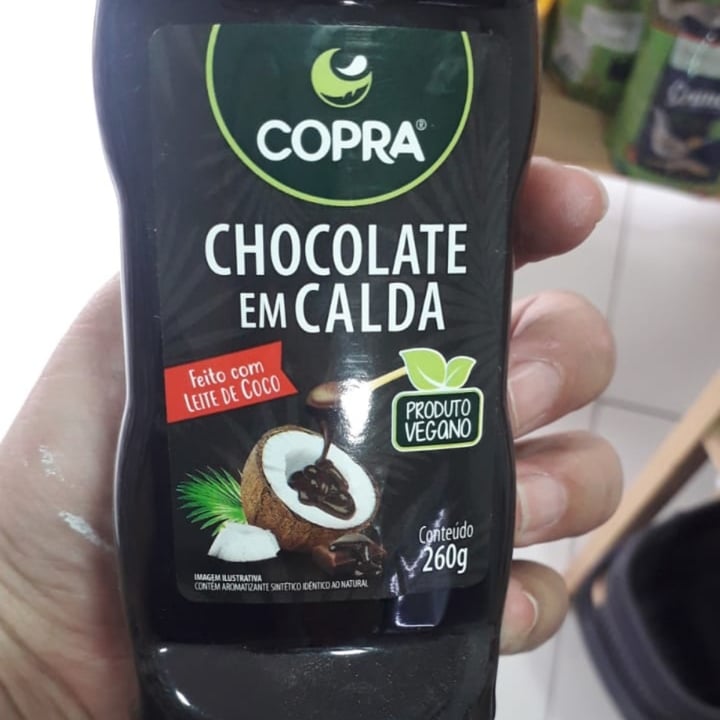 COPRA®
CHOCOLATE
EM CALDA
Feito com
LEITE DE COCO
PRODUTO
VEGANO
Conteúdo
260g
IMAGEM ILUSTRATIVA
CONTÉM AROMATIZANTE SINTÉTICO IDÊNTICO AO NATURAL